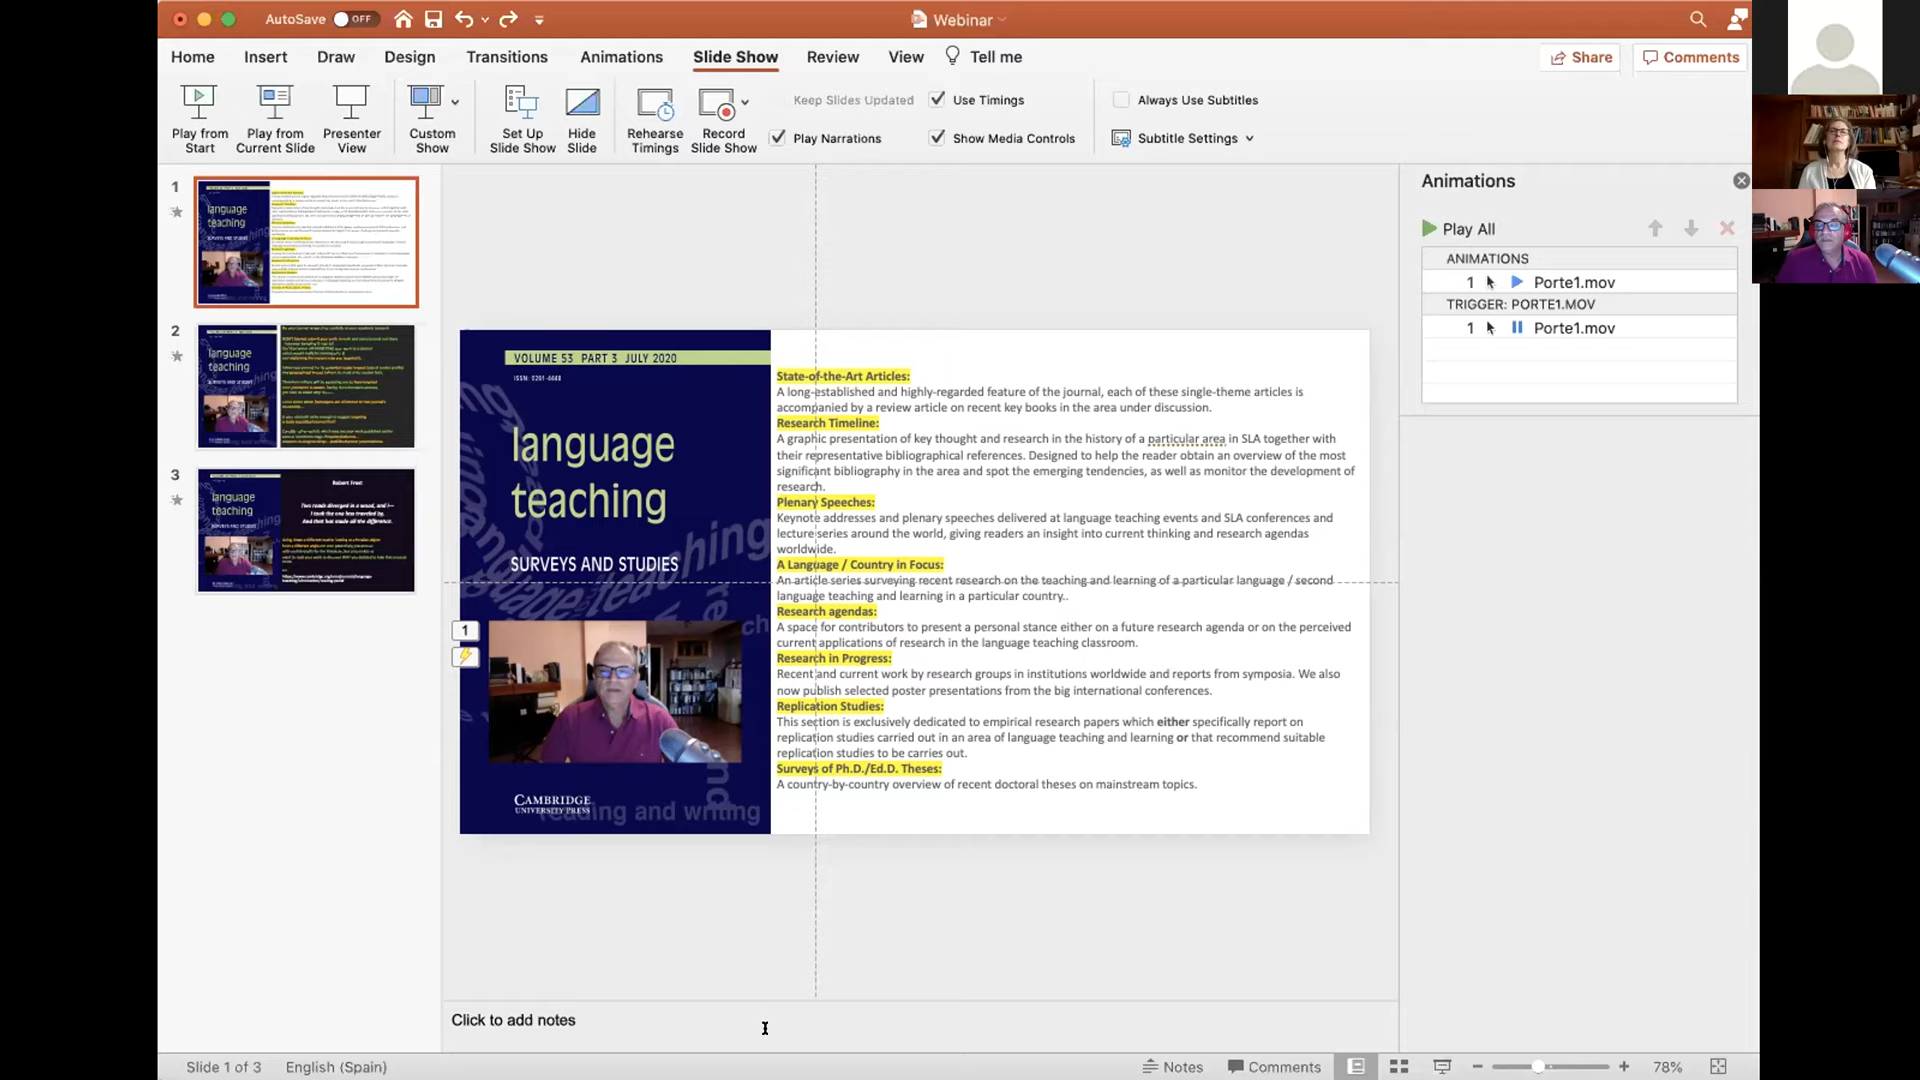 AutoSave OFF
Webinar
Home Insert Draw Design Transitions Animations Slide Show Review View Tell me
Share Comments
Play from Start
Play from Current Slide
Presenter View
Custom Show
Set Up Slide Show
Hide Slide
Rehearse Timings
Record Slide Show
Keep Slides Updated
Use Timings
Play Narrations
Show Media Controls
Always Use Subtitles
Subtitle Settings
1
language
teaching
2
language
teaching
3
language
teaching
Robert Frost
VOLUME 53 PART 3 JULY 2020
ISSN: 0261-4448
language
teaching
SURVEYS AND STUDIES
1
CAMBRIDGE
UNIVERSITY PRESS
reading and writing
State-of-the-Art Articles:
A long-established and highly-regarded feature of the journal, each of these single-theme articles is
accompanied by a review article on recent key books in the area under discussion.
Research Timeline:
A graphic presentation of key thought and research in the history of a particular area in SLA together with
their representative bibliographical references. Designed to help the reader obtain an overview of the most
significant bibliography in the area and spot the emerging tendencies, as well as monitor the development of
research.
Plenary Speeches:
Keynote addresses and plenary speeches delivered at language teaching events and SLA conferences and
lecture series around the world, giving readers an insight into current thinking and research agendas
worldwide.
A Language / Country in Focus:
An article series surveying recent research on the teaching and learning of a particular language / second
language teaching and learning in a particular country..
Research agendas:
A space for contributors to present a personal stance either on a future research agenda or on the perceived
current applications of research in the language teaching classroom.
Research in Progress:
Recent and current work by research groups in institutions worldwide and reports from symposia. We also
now publish selected poster presentations from the big international conferences.
Replication Studies:
This section is exclusively dedicated to empirical research papers which either specifically report on
replication studies carried out in an area of language teaching and learning or that recommend suitable
replication studies to be carries out.
Surveys of Ph.D./Ed.D. Theses:
A country-by-country overview of recent doctoral theses on mainstream topics.
Animations
Play All
ANIMATIONS
1 Porte1.mov
TRIGGER: PORTE1.MOV
1 Porte1.mov
Click to add notes
Slide 1 of 3 English (Spain)
Notes Comments 78%